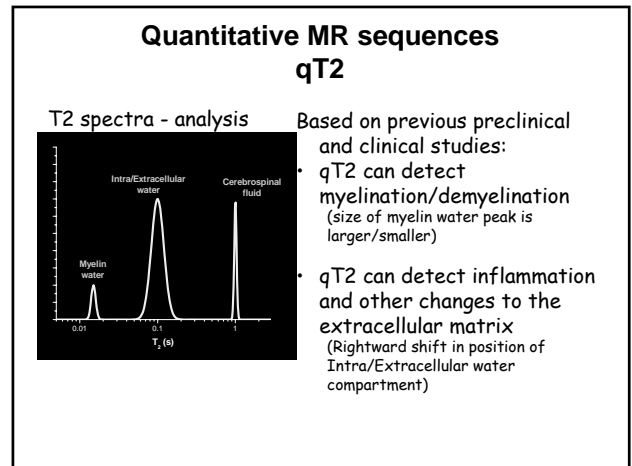 Quantitative MR sequences
qT2
T2 spectra - analysis
Intra/Extracellular
water
Cerebrospinal
fluid
Myelin
water
0.01
0.1
1
T2 (s)
Based on previous preclinical
and clinical studies:
• qT2 can detect
myelination/demyelination
(size of myelin water peak is
larger/smaller)
• qT2 can detect inflammation
and other changes to the
extracellular matrix
(Rightward shift in position of
Intra/Extracellular water
compartment)